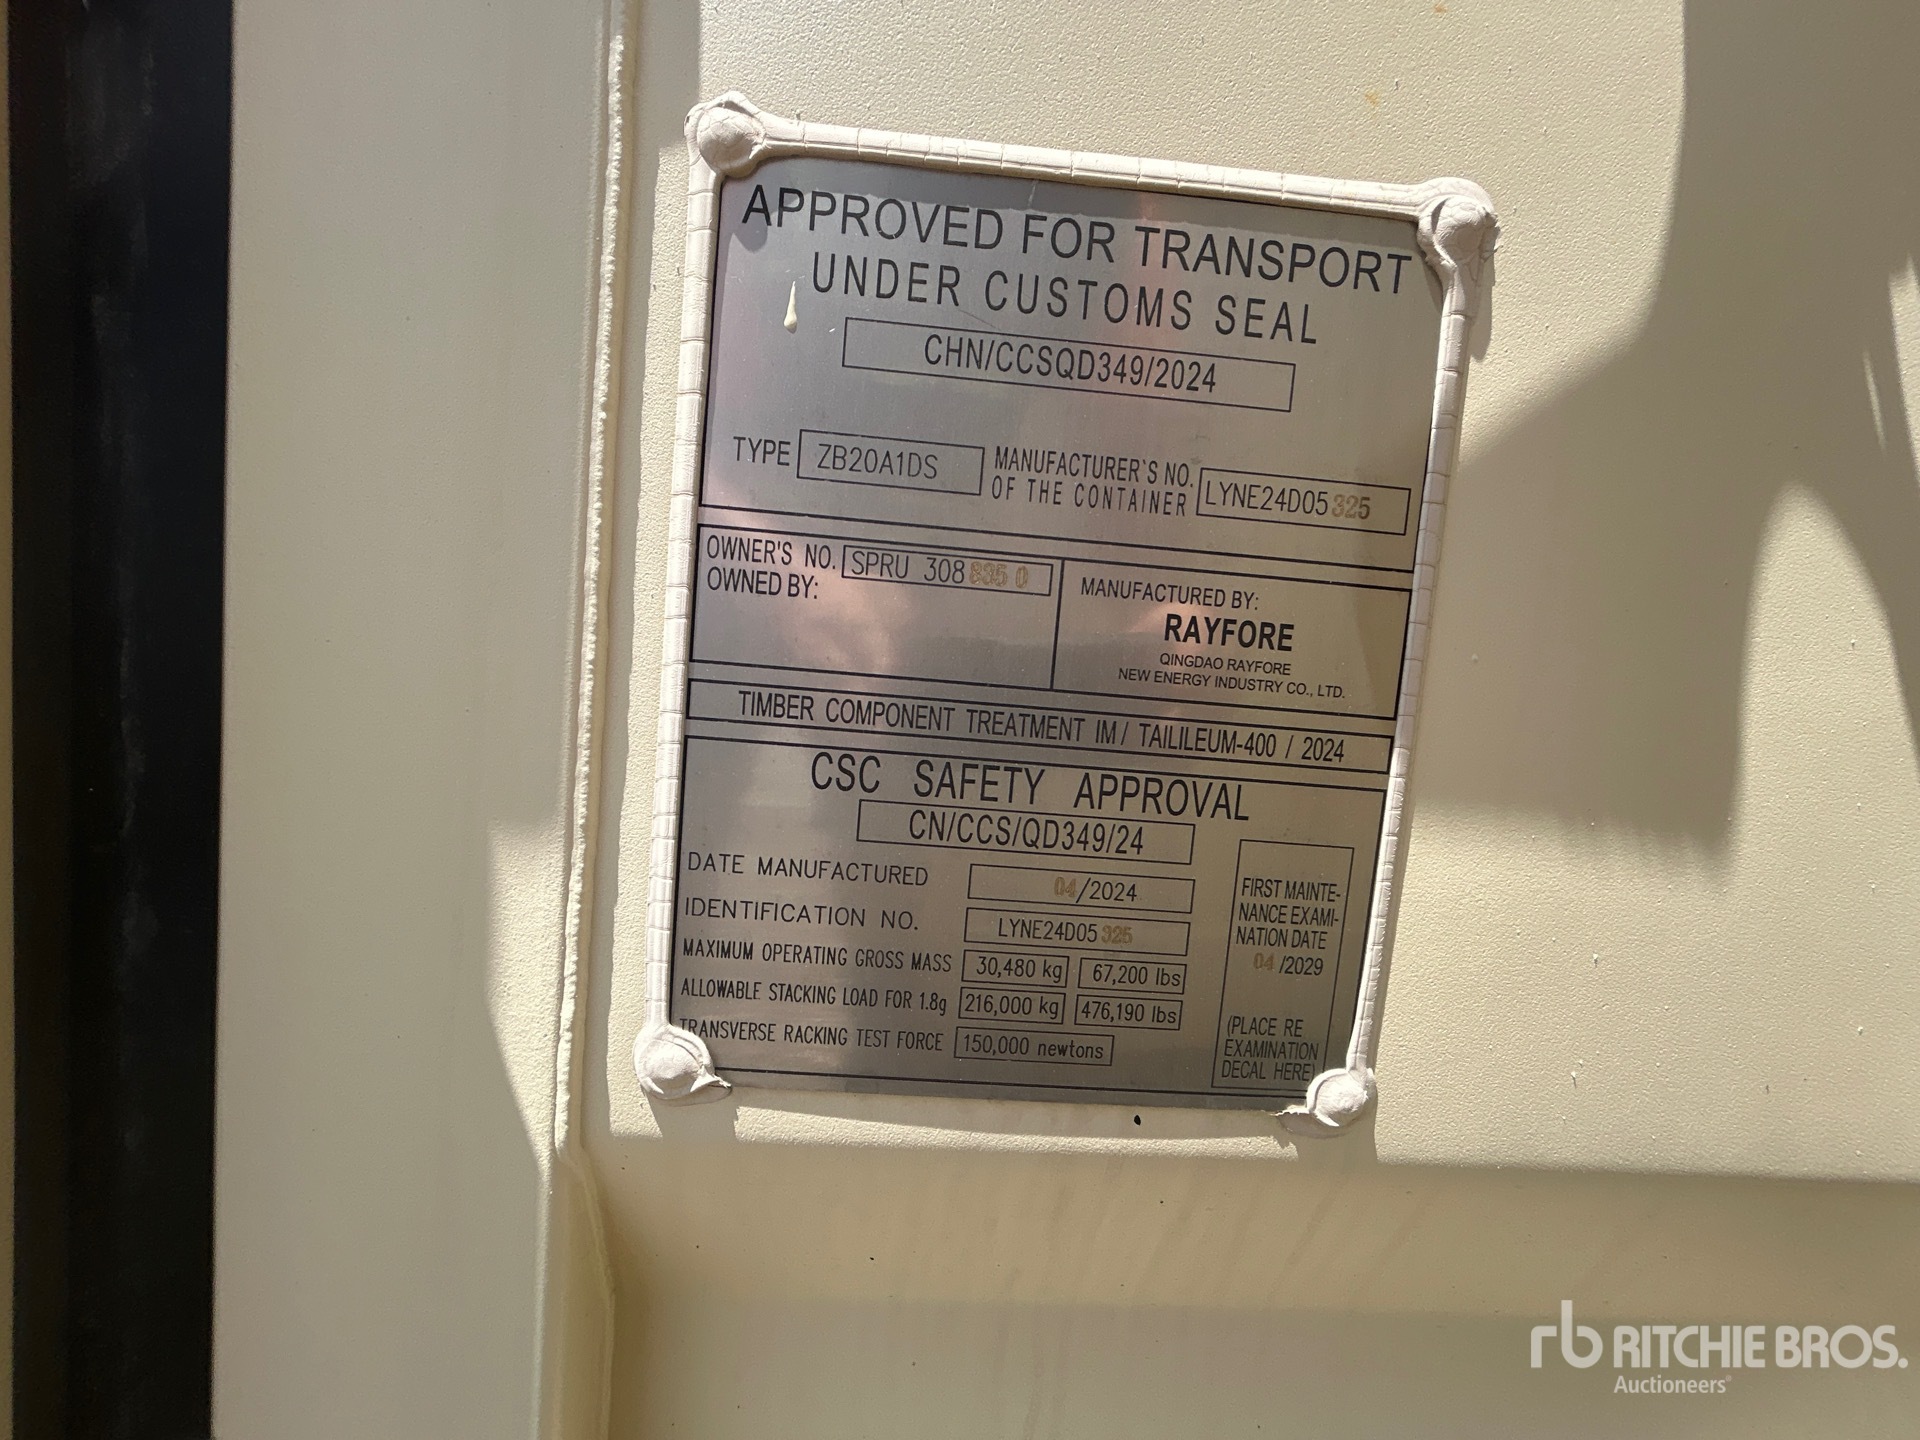 APPROVED FOR TRANSPORT
UNDER CUSTOMS SEAL
CHN/CCSQD349/2024
TYPE ZB20A1DS MANUFACTURER'S NO. OF THE CONTAINER LYNE24D05325
OWNER'S NO. SPRU 308835 0
OWNED BY:
MANUFACTURED BY:
RAYFORE
QINGDAO RAYFORE
NEW ENERGY INDUSTRY CO., LTD.
TIMBER COMPONENT TREATMENT IM / TAILILEUM-400 / 2024
CSC SAFETY APPROVAL
CN/CCS/QD349/24
DATE MANUFACTURED 04/2024
IDENTIFICATION NO. LYNE24D05325
MAXIMUM OPERATING GROSS MASS 30,480 kg 67,200 lbs
ALLOWABLE STACKING LOAD FOR 1.8g 216,000 kg 476,190 lbs
TRANSVERSE RACKING TEST FORCE 150,000 newtons
FIRST MAINTE-
NANCE EXAMI-
NATION DATE
04 /2029
(PLACE RE
EXAMINATION
DECAL HERE)
rb RITCHIE BROS.
Auctioneers